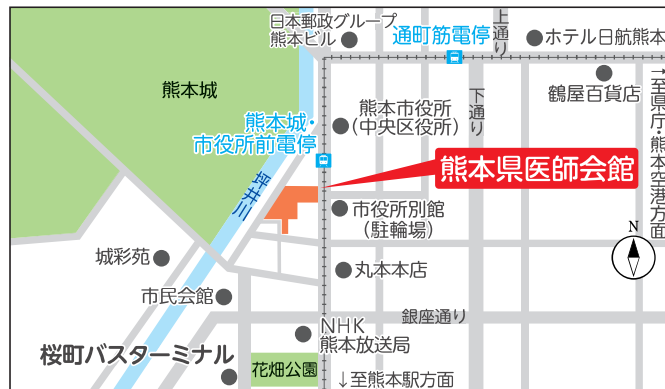 日本郵政グループ
熊本ビル
上通り
通町筋電停
ホテル日航熊本
鶴屋百貨店
→至県庁・熊本空港方面
熊本城
熊本市役所
（中央区役所）
下通り
熊本城・
市役所前電停
熊本県医師会館
坪井川
市役所別館
（駐輪場）
N
城彩苑
丸本本店
市民会館
銀座通り
NHK
熊本放送局
桜町バスターミナル
花畑公園
↓至熊本駅方面